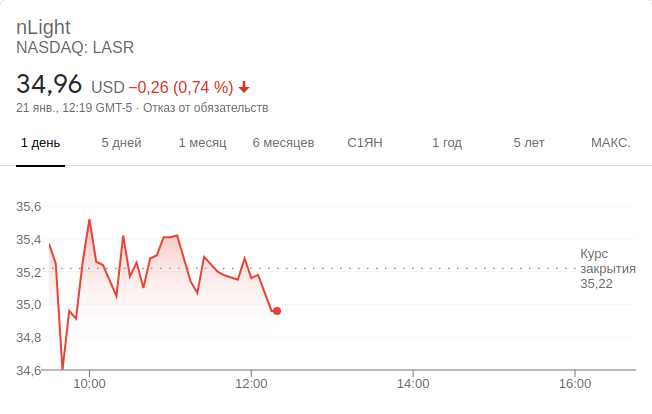 nLight
NASDAQ: LASR
34,96 USD −0,26 (0,74 %)
21 янв., 12:19 GMT-5 · Отказ от обязательств
1 день 5 дней 1 месяц 6 месяцев С1ЯН 1 год 5 лет МАКС.
35,6
35,4
Курс
закрытия
35,2
35,22
35,0
34,8
34,6
10:00 12:00 14:00 16:00